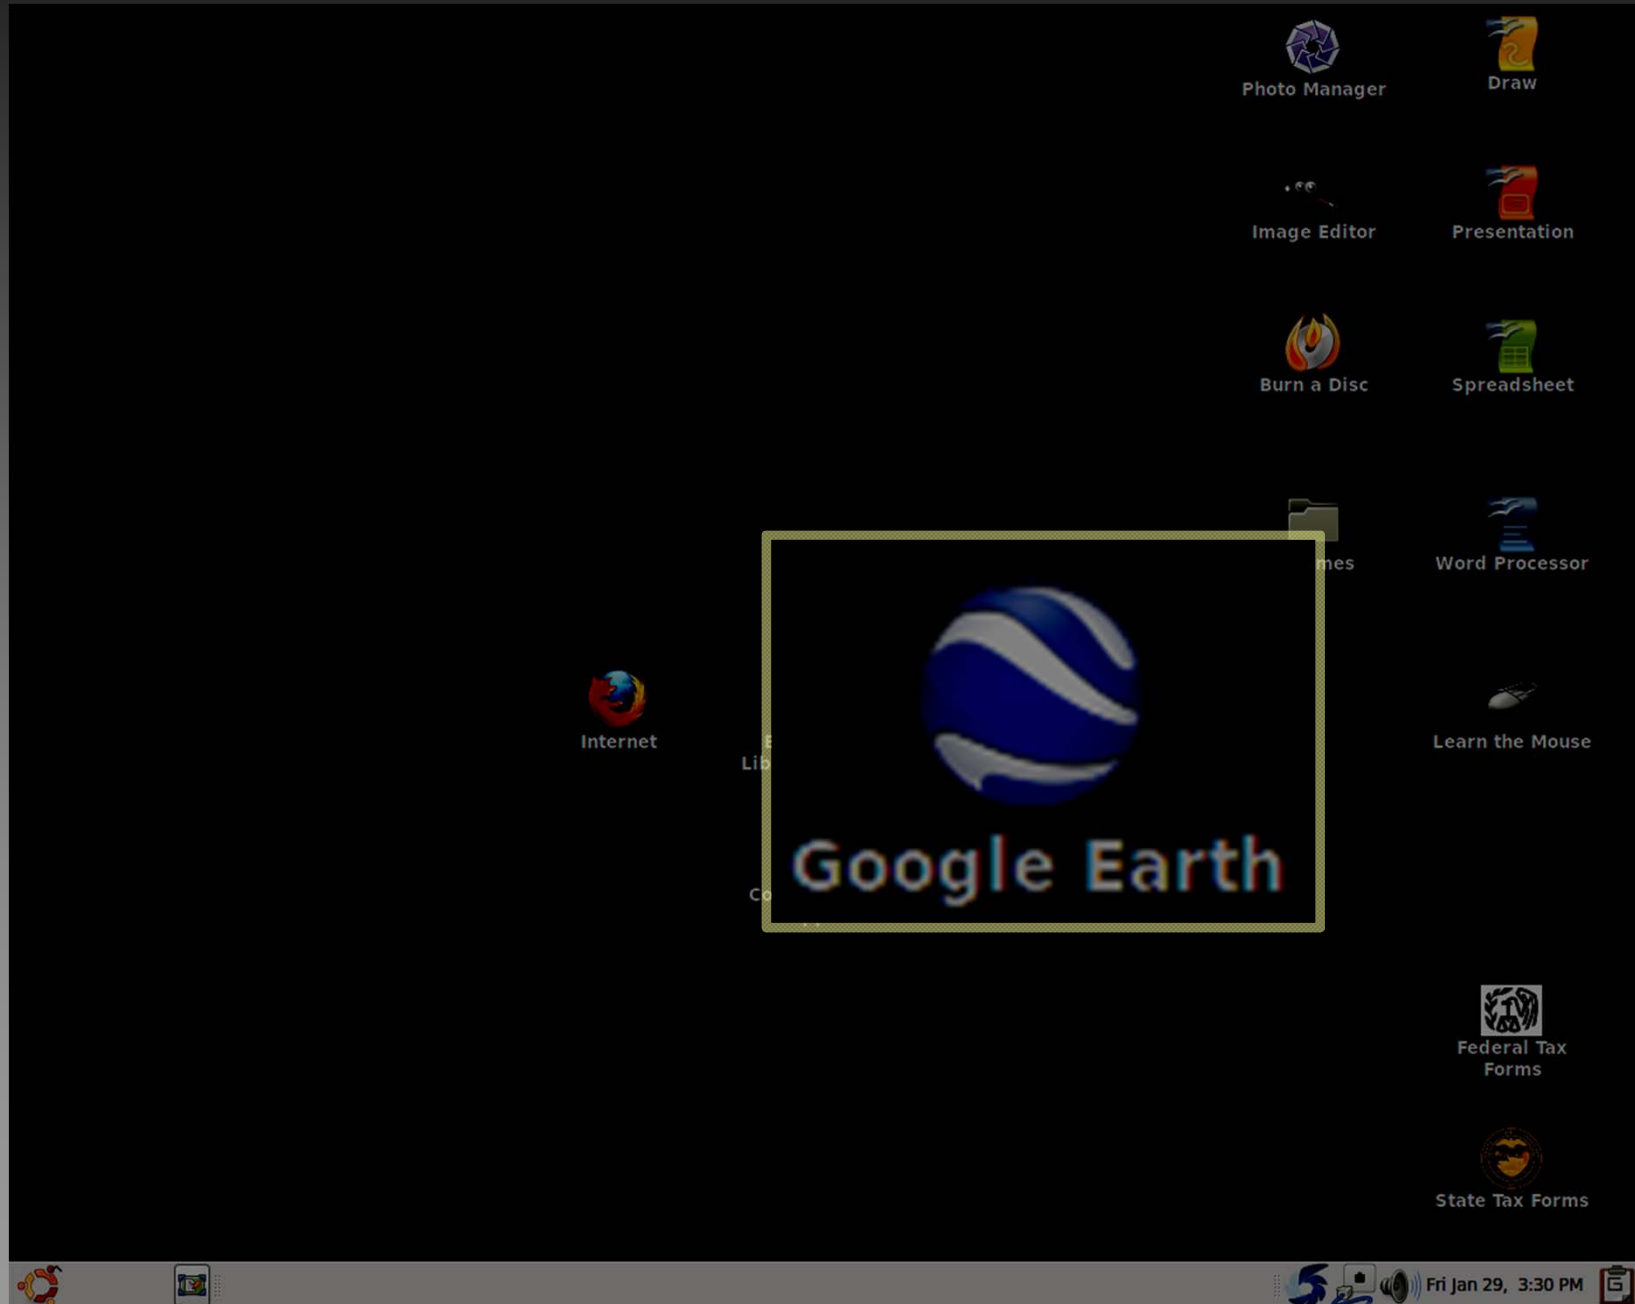 Photo Manager
Draw
Image Editor
Presentation
Burn a Disc
Spreadsheet
Word Processor
Internet
Learn the Mouse
Google Earth
Federal Tax
Forms
State Tax Forms
Fri Jan 29, 3:30 PM